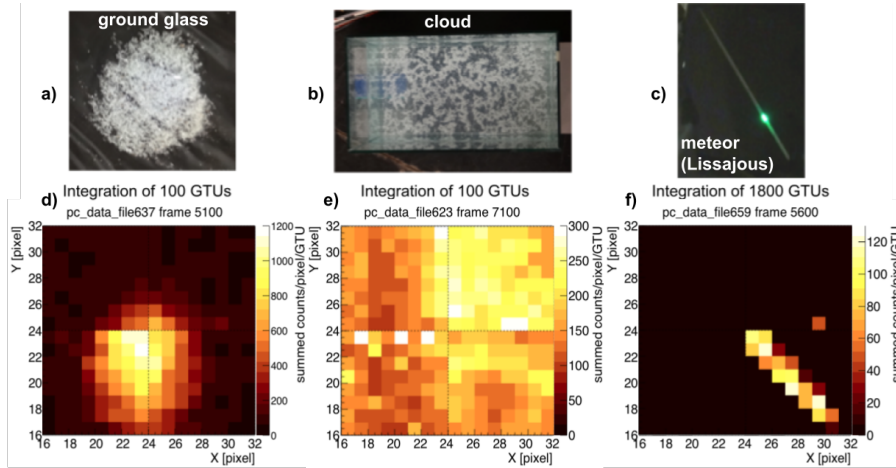 ground glass
cloud
a)
b)
c)
meteor
(Lissajous)
d)
Integration of 100 GTUs
pc_data_file637 frame 5100
Y [pixel]
32
30
28
26
24
22
20
18
16
16 18 20 22 24 26 28 30 32
X [pixel]
1200
1000
800
600
400
200
0
summed counts/pixel/GTU
e)
Integration of 100 GTUs
pc_data_file623 frame 7100
Y [pixel]
32
30
28
26
24
22
20
18
16
16 18 20 22 24 26 28 30 32
X [pixel]
300
250
200
150
100
50
0
summed counts/pixel/GTU
f)
Integration of 1800 GTUs
pc_data_file659 frame 5600
Y [pixel]
32
30
28
26
24
22
20
18
16
16 18 20 22 24 26 28 30 32
X [pixel]
120
100
80
60
40
20
0
summed counts/pixel/GTU